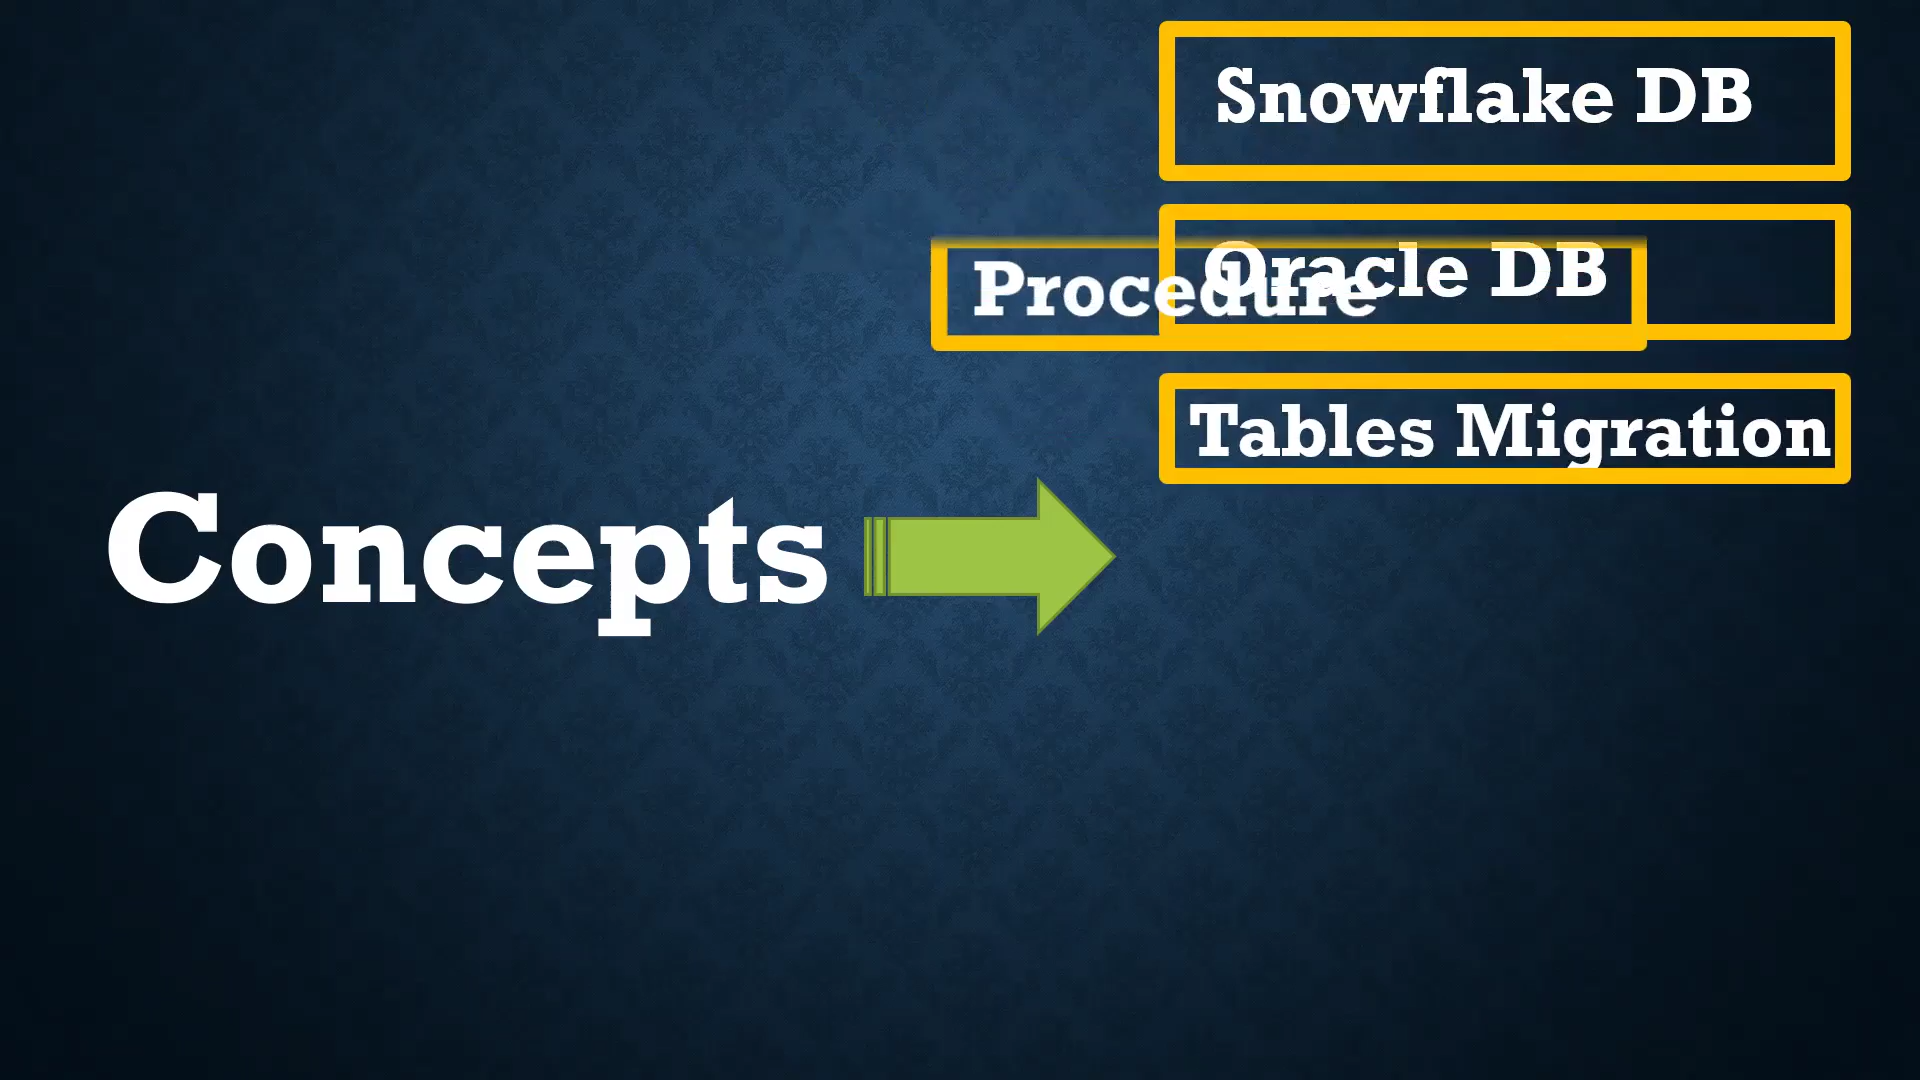 Snowflake DB
Oracle DB
Procedure
Tables Migration
Concepts